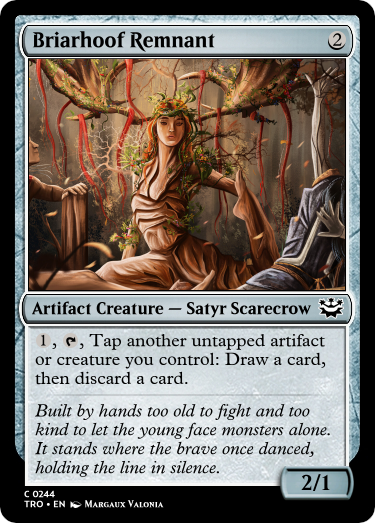 Briarhoof Remnant 2
Artifact Creature — Satyr Scarecrow
1, , Tap another untapped artifact
or creature you control: Draw a card,
then discard a card.
Built by hands too old to fight and too
kind to let the young face monsters alone.
It stands where the brave once danced,
holding the line in silence.
2/1
C 0244
TRO • EN Margaux Valonia